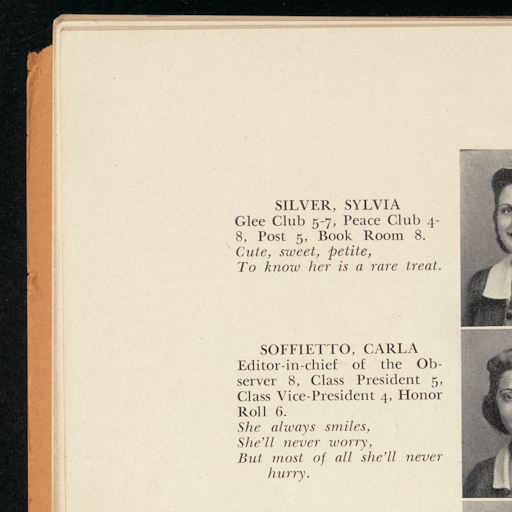 SILVER, SYLVIA
Glee Club 5-7, Peace Club 4-
8, Post 5, Book Room 8.
Cute, sweet, petite,
To know her is a rare treat.
SOFFIETTO, CARLA
Editor-in-chief of the Ob-
server 8, Class President 5,
Class Vice-President 4, Honor
Roll 6.
She always smiles,
She'll never worry,
But most of all she'll never
hurry.